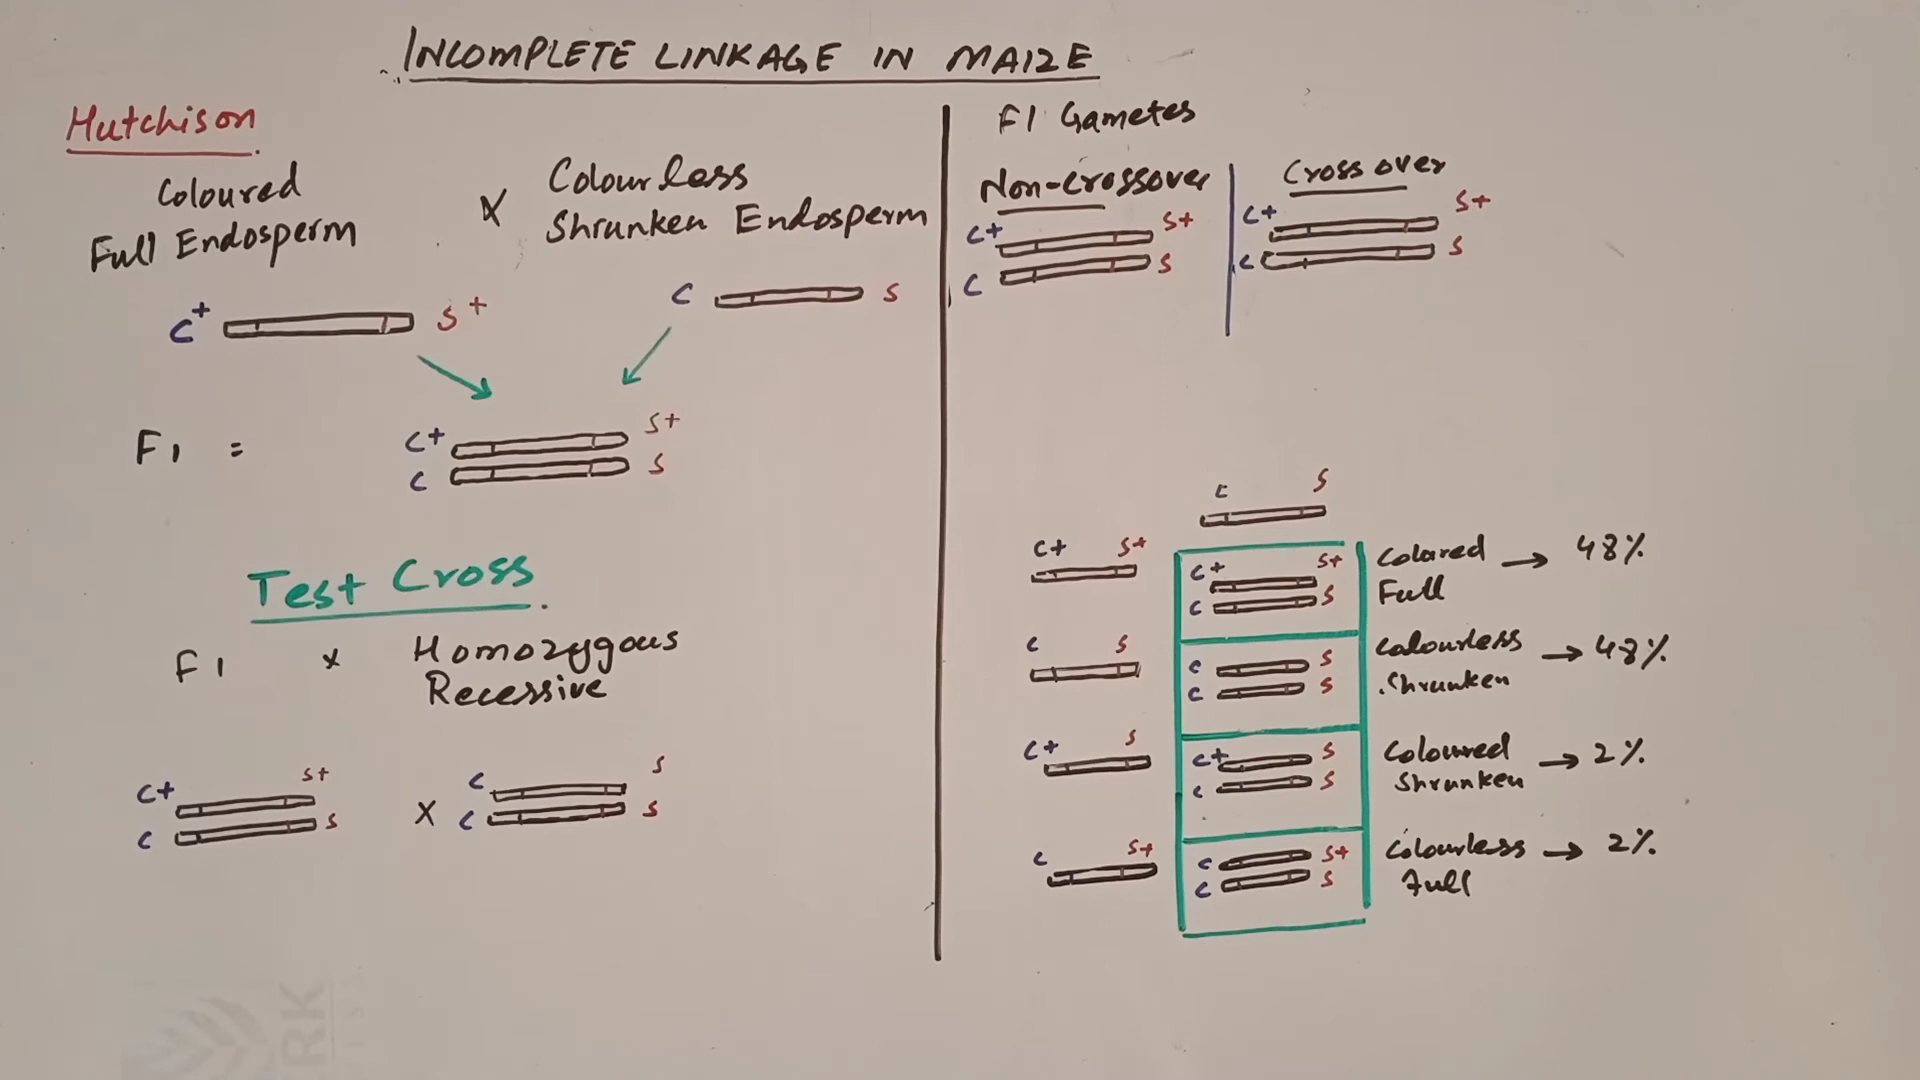 INCOMPLETE LINKAGE IN MAIZE
Hutchison
Coloured
Full Endosperm
X
Colourless
Shrunken Endosperm
C+ S+
C S
F1 =
C+ S+
C S
Test Cross
F1 x Homozygous
Recessive
C+ S+
C S
X
C S
C S
F1 Gametes
Non-Crossover
C+ S+
C S
Cross over
C+ S+
C S
C S
C+ S+
C+ S+
C S
Colored → 48%
Full
C S
C S
C S
Colourless → 48%
Shrunken
C+ S
C+ S
C S
Coloured → 2%
Shrunken
C S+
C S+
C S
Colourless → 2%
Full